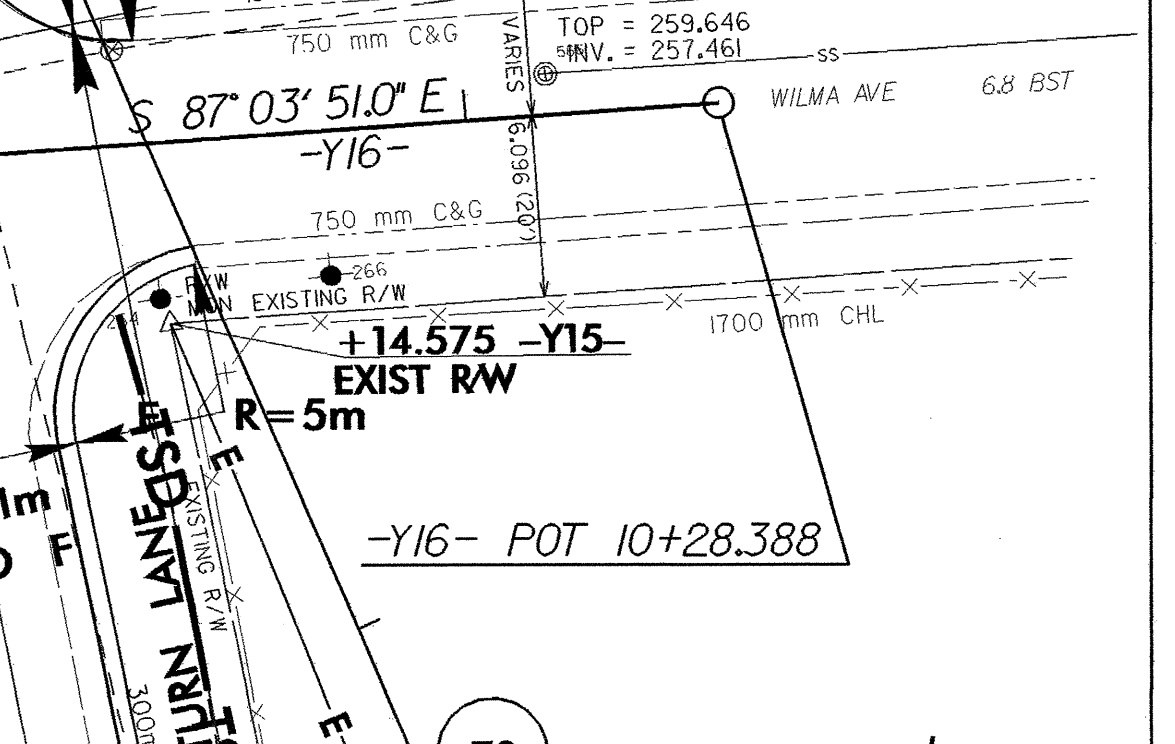 750 mm C&G
VARIES
TOP = 259.646
INV. = 257.461
SS
WILMA AVE 6.8 BST
S 87° 03' 51.0" E
-Y16-
6.096 (20')
750 mm C&G
266
R/W
MON
EXISTING R/W
1700 mm CHL
+14.575 -Y15-
EXIST R/W
R=5m
E
E
EXISTING R/W
1m
F
-Y16- POT 10+28.388
TURN LANE
E